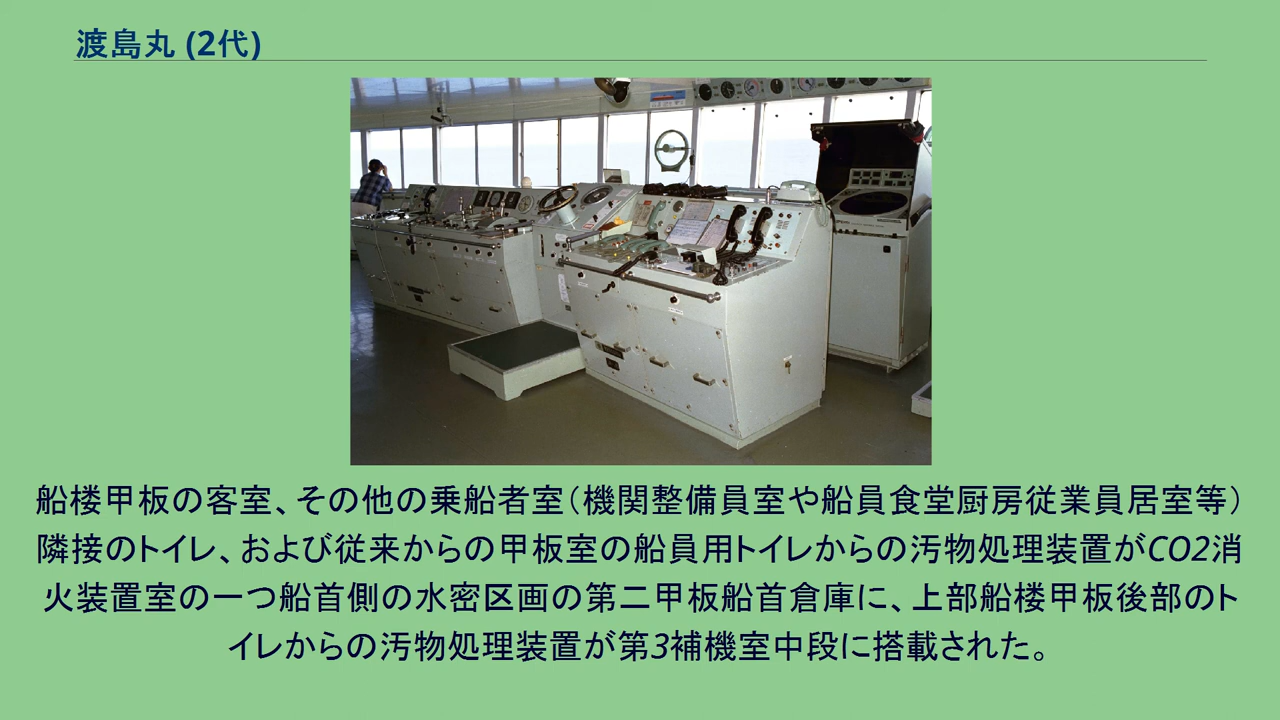 渡島丸 (2代)
船楼甲板の客室、その他の乗船者室（機関整備員室や船員食堂厨房従業員居室等）
隣接のトイレ、および従来からの甲板室の船員用トイレからの汚物処理装置がCO2消
火装置室の一つ船首側の水密区画の第二甲板船首倉庫に、上部船楼甲板後部のト
イレからの汚物処理装置が第3補機室中段に搭載された。